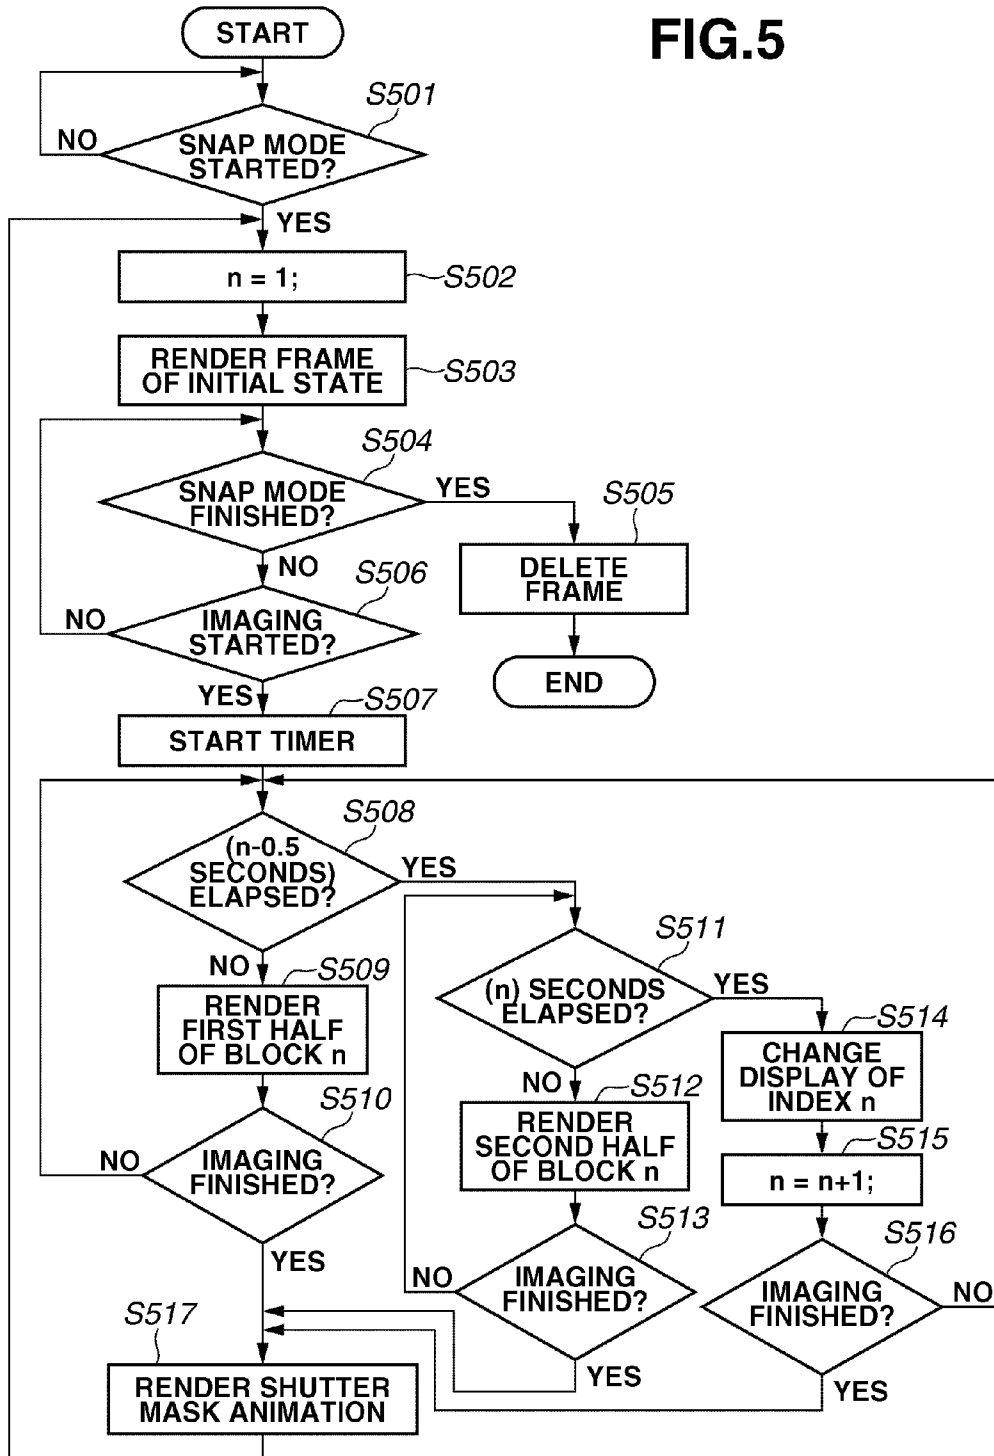 START
FIG.5
S501
NO
SNAP MODE
STARTED?
YES
n = 1;
S502
RENDER FRAME
OF INITIAL STATE
S503
S504
SNAP MODE
FINISHED?
YES
S505
DELETE
FRAME
NO
S506
NO
IMAGING
STARTED?
END
YES
S507
START TIMER
S508
(n-0.5
SECONDS)
ELAPSED?
YES
S511
(n) SECONDS
ELAPSED?
YES
NO
S509
RENDER
FIRST HALF
OF BLOCK n
S514
CHANGE
DISPLAY OF
INDEX n
NO
S512
RENDER
SECOND HALF
OF BLOCK n
S510
NO
IMAGING
FINISHED?
S515
n = n+1;
YES
S513
NO
IMAGING
FINISHED?
S516
IMAGING
FINISHED?
NO
S517
YES
YES
RENDER SHUTTER
MASK ANIMATION